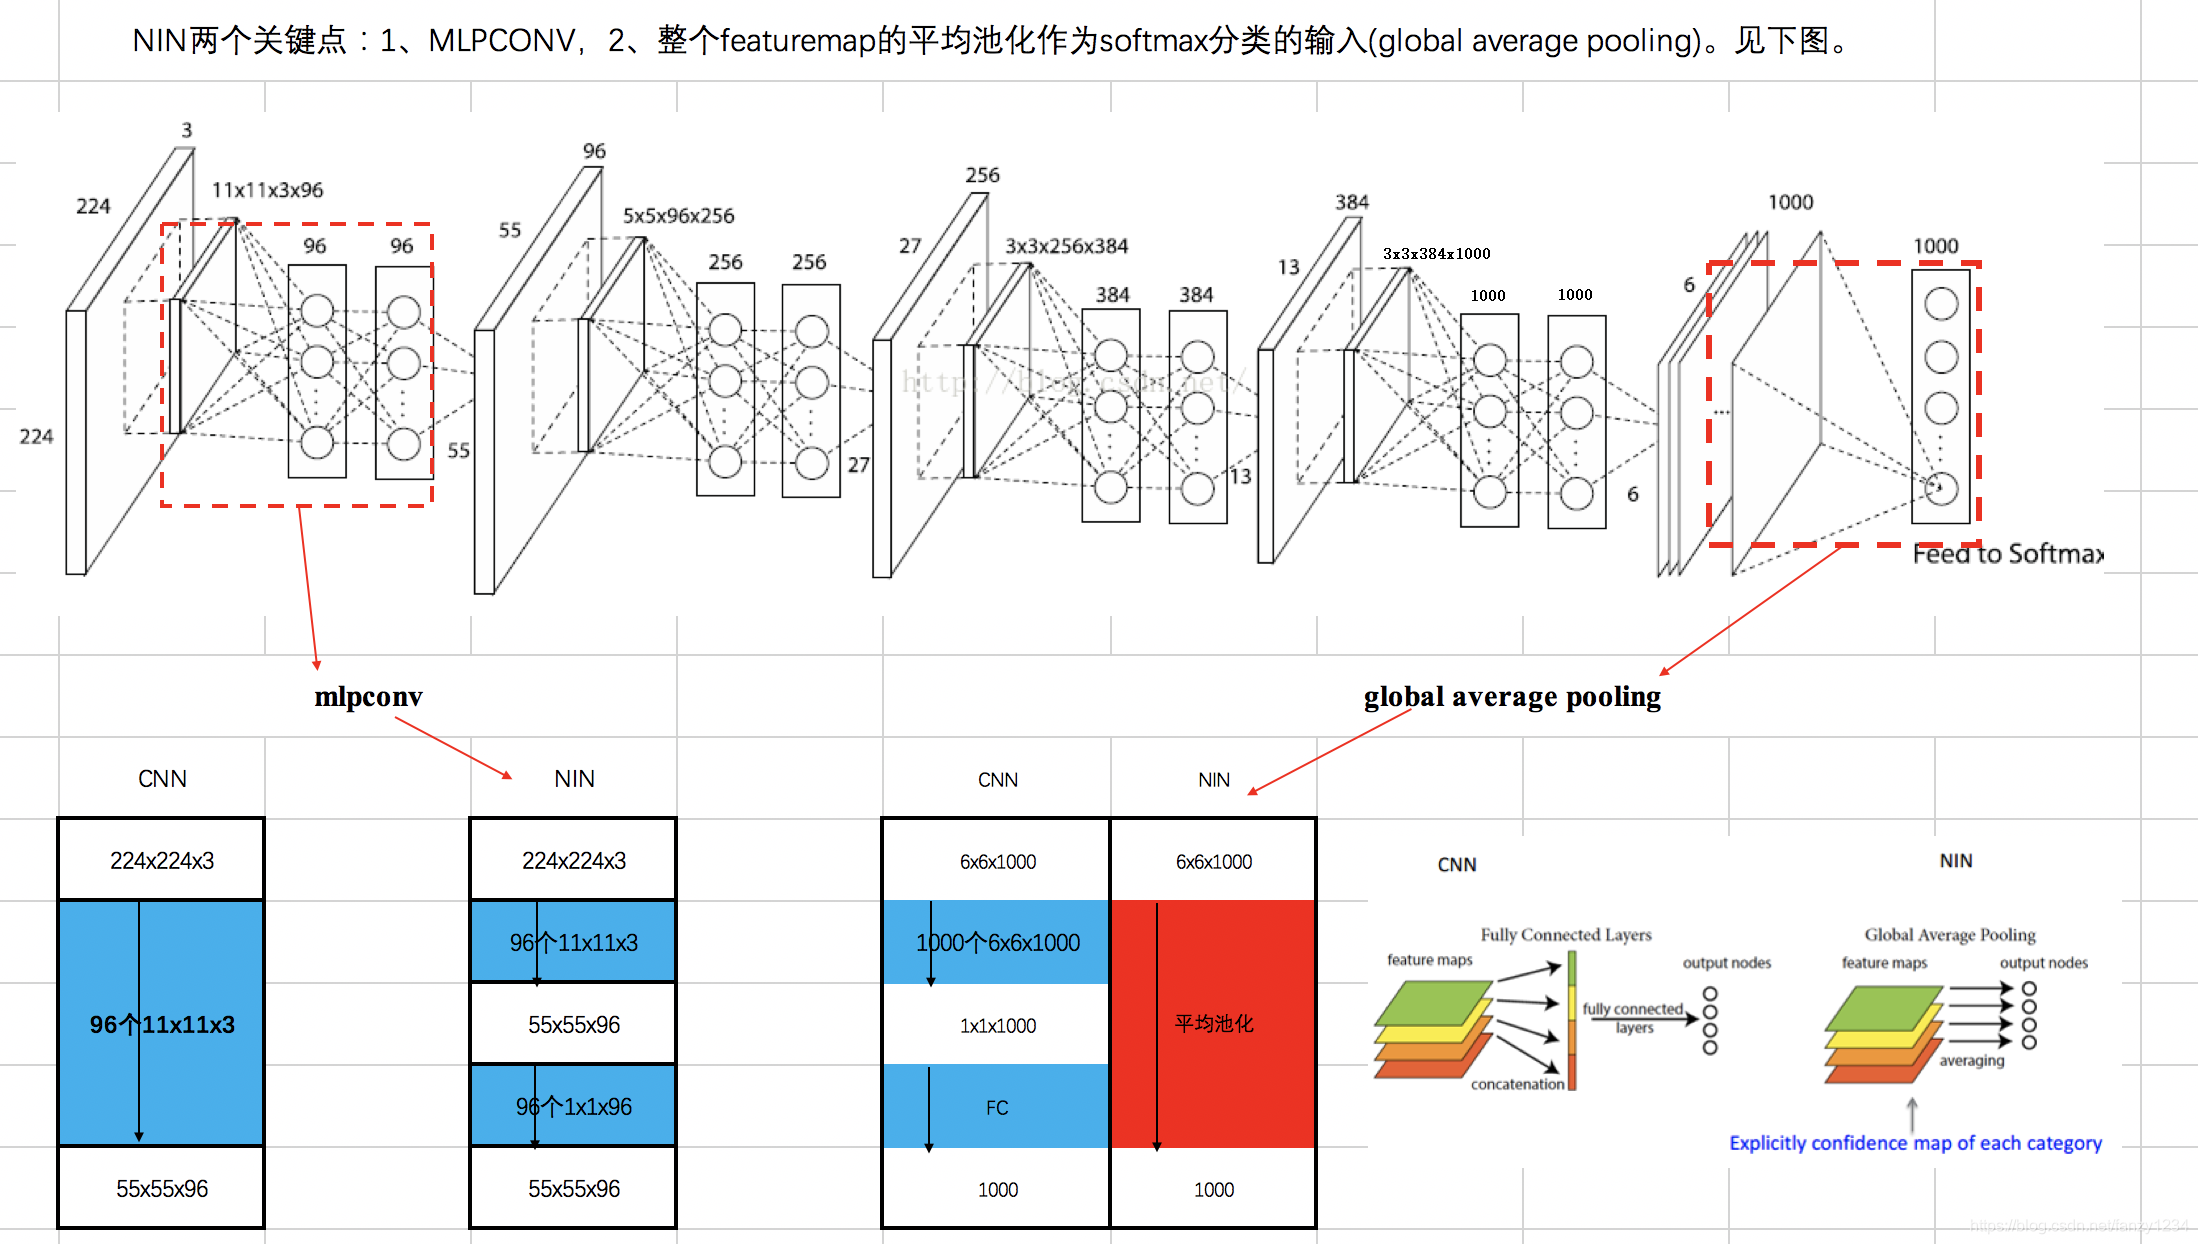 NIN两个关键点：1、MLPCONV，2、整个featuremap的平均池化作为softmax分类的输入(global average pooling)。见下图。
3
224
224
11x11x3x96
96
96
96
55
55
5x5x96x256
256
256
256
27
27
3x3x256x384
384
384
384
13
13
3x3x384x1000
1000
1000
1000
6
6
...
1000
Feed to Softmax
http://blog.csdn.net/
mlpconv
global average pooling
CNN
224x224x3
96个11x11x3
55x55x96
NIN
224x224x3
96个11x11x3
55x55x96
96个1x1x96
55x55x96
CNN
6x6x1000
1000个6x6x1000
1x1x1000
FC
1000
NIN
6x6x1000
平均池化
1000
CNN
Fully Connected Layers
feature maps
output nodes
fully connected
layers
concatenation
NIN
Global Average Pooling
feature maps
output nodes
averaging
Explicitly confidence map of each category
https://blog.csdn.net/fanzy1234